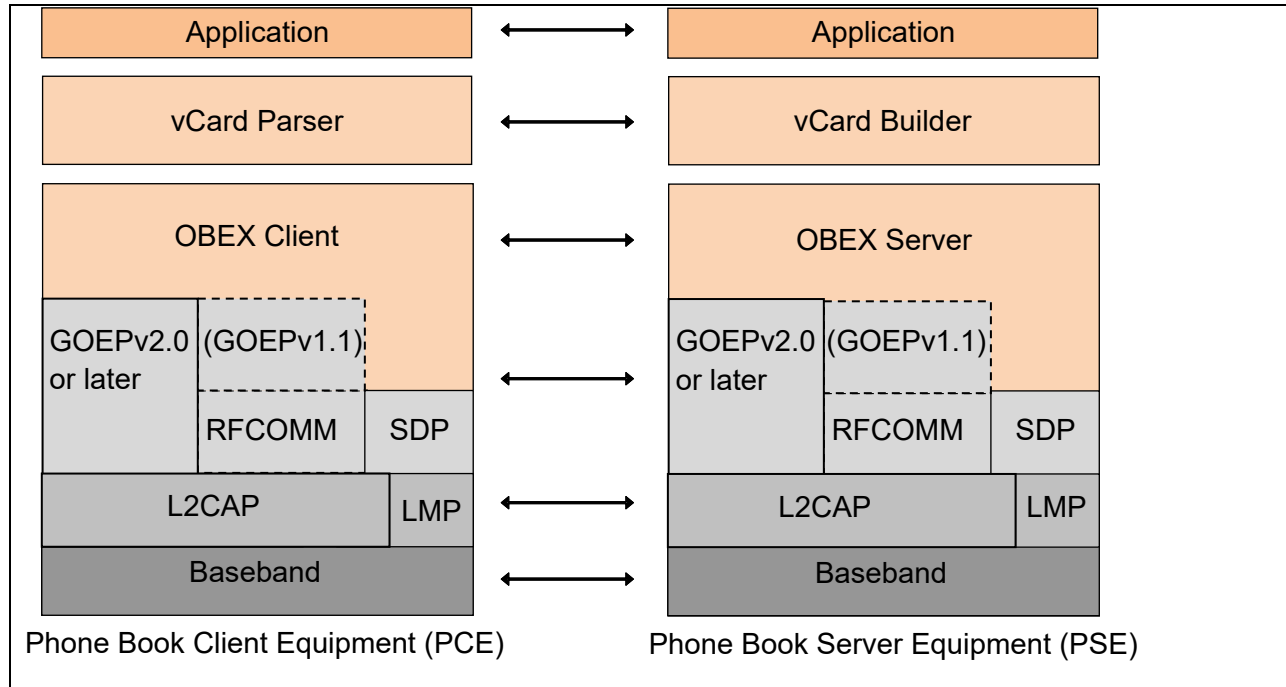 Application
Application
vCard Parser
vCard Builder
OBEX Client
OBEX Server
GOEPv2.0
or later
(GOEPv1.1)
GOEPv2.0
or later
(GOEPv1.1)
RFCOMM
SDP
RFCOMM
SDP
L2CAP
LMP
L2CAP
LMP
Baseband
Baseband
Phone Book Client Equipment (PCE)
Phone Book Server Equipment (PSE)